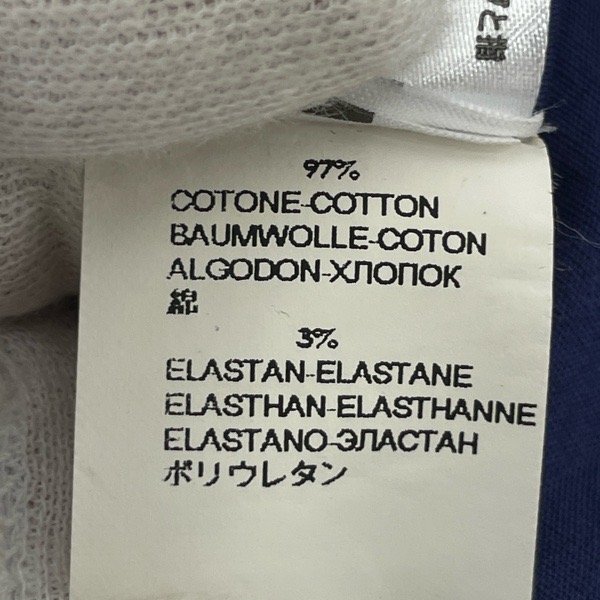 97%
COTONE-COTTON
BAUMWOLLE-COTON
ALGODON-ХЛОПОК
綿
3%
ELASTAN-ELASTANE
ELASTHAN-ELASTHANNE
ELASTANO-ЭЛАСТАН
ポリウレタン